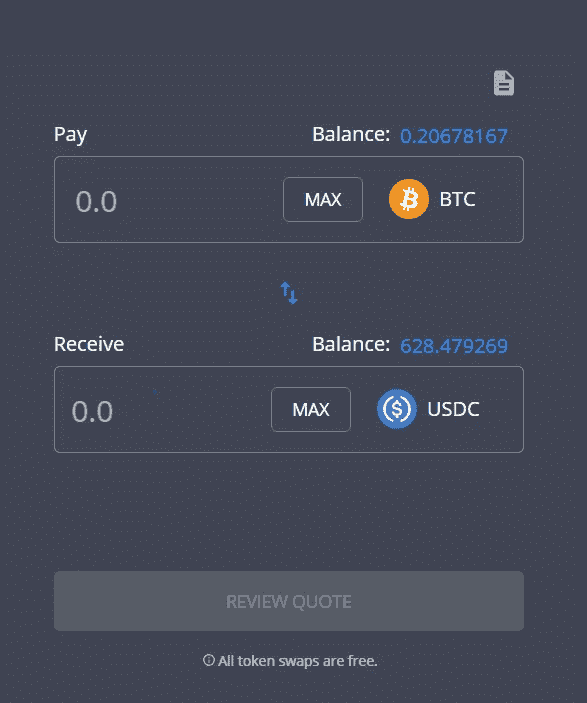 Pay Balance: 0.20678167
0.0 MAX BTC
Receive Balance: 628.479269
0.0 MAX USDC
REVIEW QUOTE
All token swaps are free.